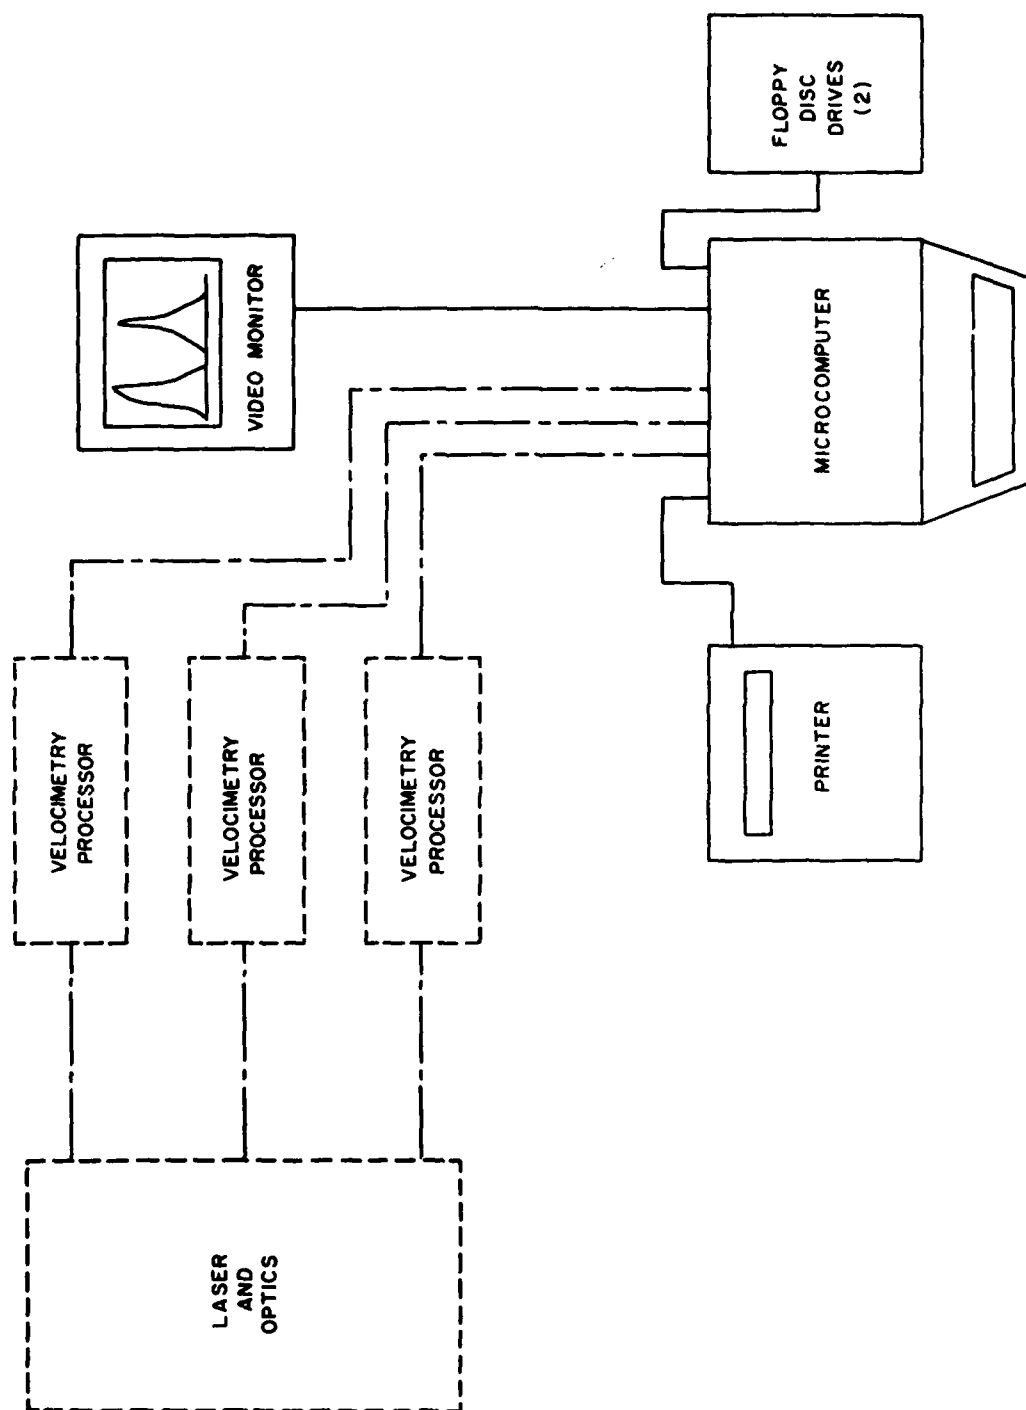 LASER
AND
OPTICS
VELOCIMETRY
PROCESSOR
VELOCIMETRY
PROCESSOR
VELOCIMETRY
PROCESSOR
VIDEO MONITOR
PRINTER
MICROCOMPUTER
FLOPPY
DISC
DRIVES
(2)